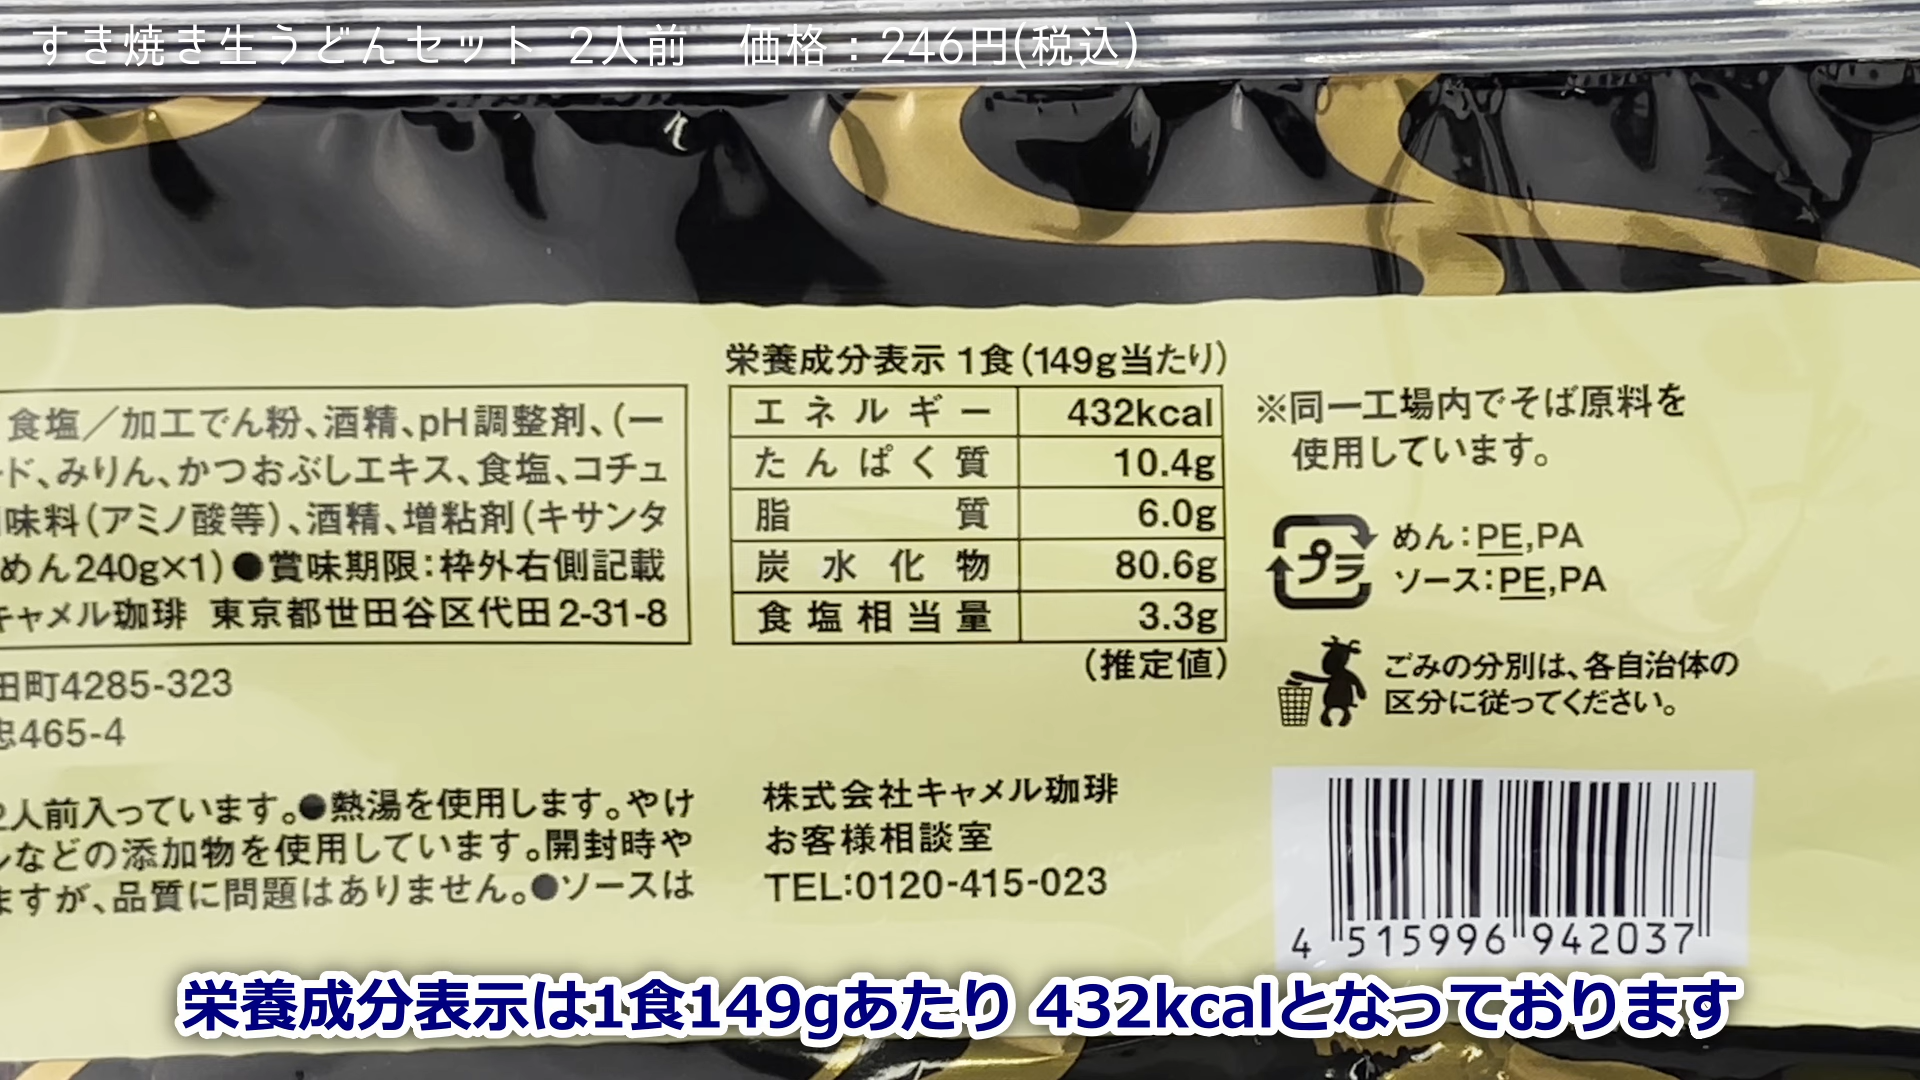 すき焼き生うどんセット 2人前　価格：246円(税込)
食塩／加工でん粉、酒精、pH調整剤、(一
ド、みりん、かつおぶしエキス、食塩、コチュ
味料(アミノ酸等)、酒精、増粘剤(キサンタ
めん240g×1)●賞味期限：枠外右側記載
キャメル珈琲 東京都世田谷区代田2-31-8
田町4285-323
465-4
2人前入っています。●熱湯を使用します。やけ
などの添加物を使用しています。開封時や
ますが、品質に問題はありません。●ソースは
栄養成分表示 1食(149g当たり)
エネルギー 432kcal
たんぱく質 10.4g
脂質 6.0g
炭水化物 80.6g
食塩相当量 3.3g
(推定値)
株式会社キャメル珈琲
お客様相談室
TEL:0120-415-023
※同一工場内でそば原料を
使用しています。
プラ
めん：PE,PA
ソース：PE,PA
ごみの分別は、各自治体の
区分に従ってください。
4 515996 942037
栄養成分表示は1食149gあたり 432kcalとなっております